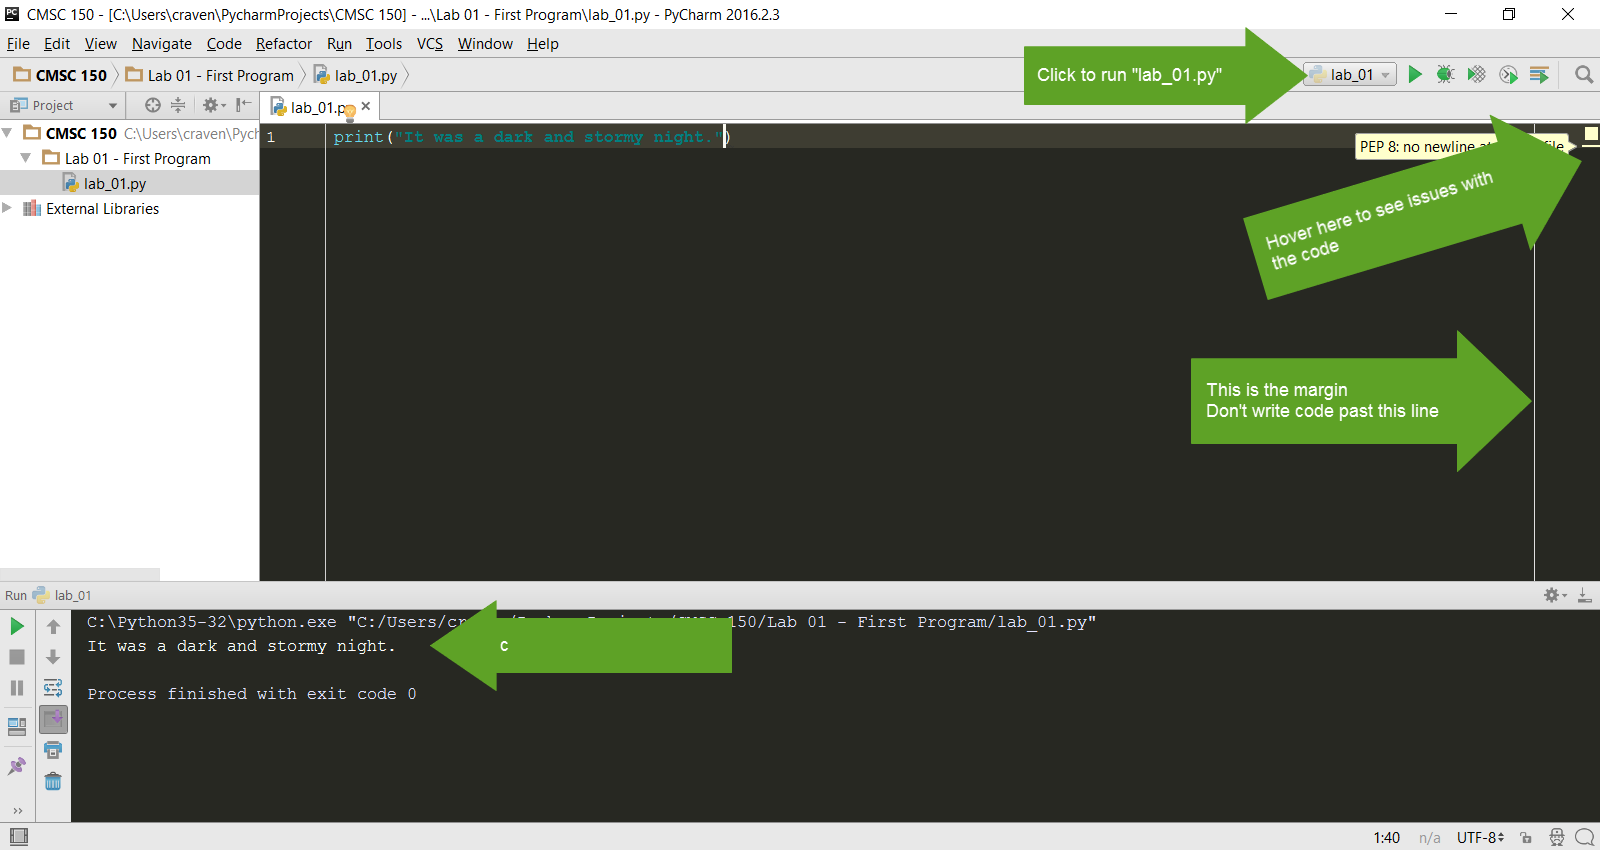 CMSC 150 - [C:\Users\craven\PycharmProjects\CMSC 150] - ...\Lab 01 - First Program\lab_01.py - PyCharm 2016.2.3
File Edit View Navigate Code Refactor Run Tools VCS Window Help
CMSC 150 Lab 01 - First Program lab_01.py
Click to run "lab_01.py"
lab_01
Project
lab_01.py
CMSC 150 C:\Users\craven\Pych
Lab 01 - First Program
lab_01.py
External Libraries
1 print("It was a dark and stormy night.")
PEP 8: no newline at file
Hover here to see issues with
the code
This is the margin
Don't write code past this line
Run lab_01
C:\Python35-32\python.exe "C:/Users/cr 150/Lab 01 - First Program/lab_01.py"
It was a dark and stormy night.
c
Process finished with exit code 0
1:40 n/a UTF-8